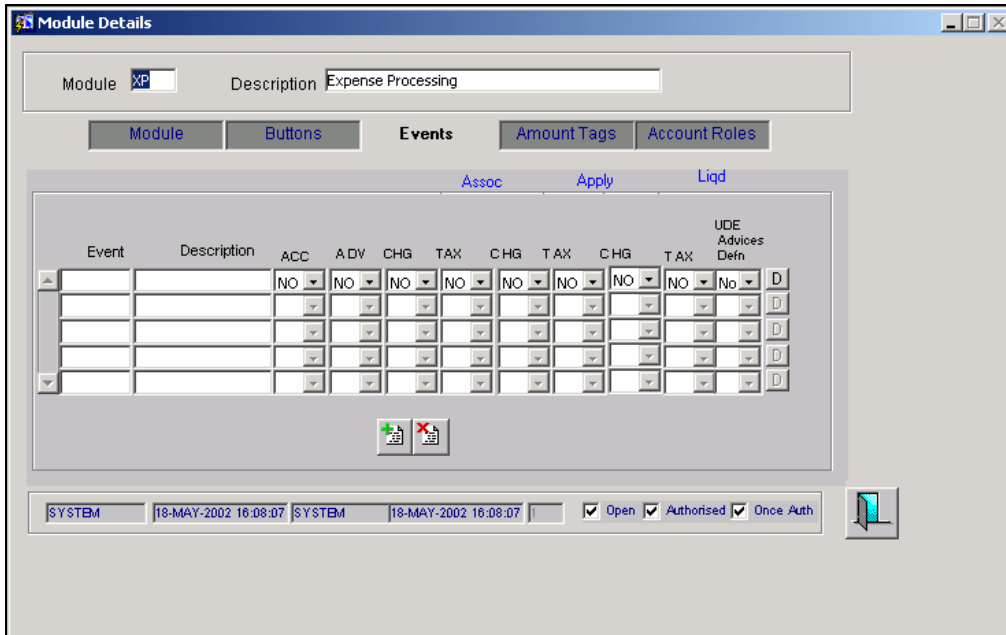 Module Details
Module XP Description Expense Processing
Module Buttons Events Amount Tags Account Roles
Assoc Apply Liqd
Event Description ACC ADV CHG TAX CHG TAX CHG TAX UDE Advices Defn
NO NO NO NO NO NO NO NO No D
D
D
D
D
SYSTEM 18-MAY-2002 16:08:07 SYSTEM 18-MAY-2002 16:08:07 1 Open Authorised Once Auth